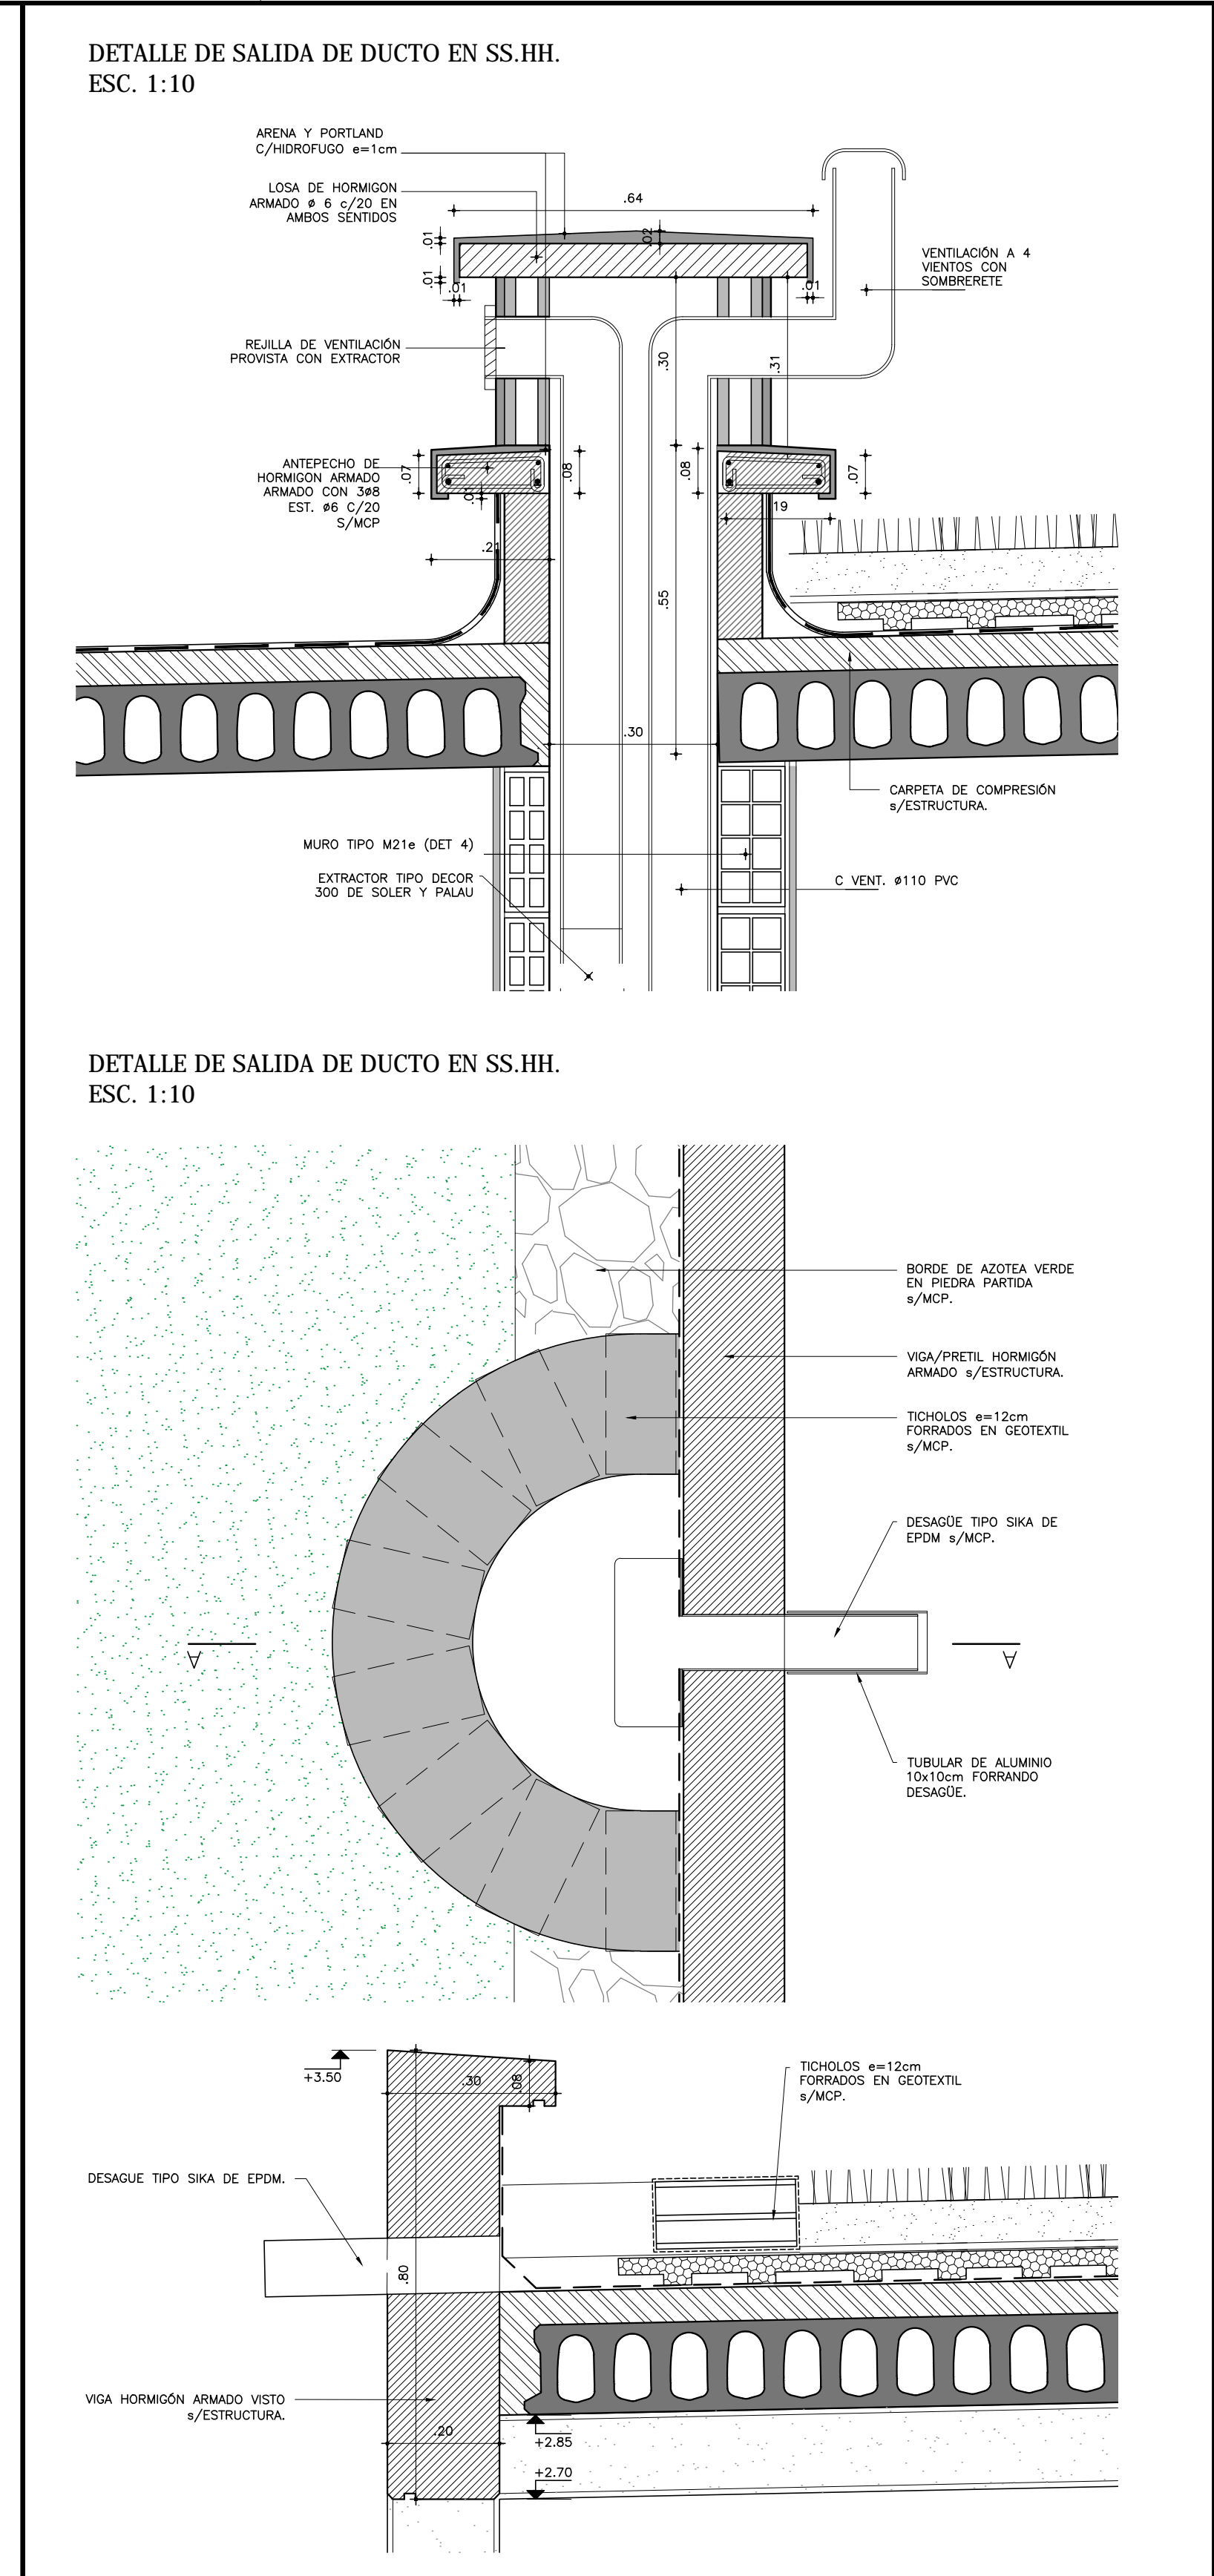 DETALLE DE SALIDA DE DUCTO EN SS.HH.
ESC. 1:10
ARENA Y PORTLAND
C/HIDROFUGO e=1cm
LOSA DE HORMIGON
ARMADO ø 6 c/20 EN
AMBOS SENTIDOS
.64
.01
.02
.01
.01
.01
VENTILACIÓN A 4
VIENTOS CON
SOMBRERETE
REJILLA DE VENTILACIÓN
PROVISTA CON EXTRACTOR
.30
.31
ANTEPECHO DE
HORMIGON ARMADO
ARMADO CON 3ø8
EST. ø6 C/20
S/MCP
.07
.01
.08
.08
.07
19
.21
.55
.30
CARPETA DE COMPRESIÓN
s/ESTRUCTURA.
MURO TIPO M21e (DET 4)
EXTRACTOR TIPO DECOR
300 DE SOLER Y PALAU
C VENT. ø110 PVC
DETALLE DE SALIDA DE DUCTO EN SS.HH.
ESC. 1:10
BORDE DE AZOTEA VERDE
EN PIEDRA PARTIDA
s/MCP.
VIGA/PRETIL HORMIGÓN
ARMADO s/ESTRUCTURA.
TICHOLOS e=12cm
FORRADOS EN GEOTEXTIL
s/MCP.
DESAGÜE TIPO SIKA DE
EPDM s/MCP.
A
A
TUBULAR DE ALUMINIO
10x10cm FORRANDO
DESAGÜE.
+3.50
.30
.08
TICHOLOS e=12cm
FORRADOS EN GEOTEXTIL
s/MCP.
DESAGUE TIPO SIKA DE EPDM.
.80
VIGA HORMIGÓN ARMADO VISTO
s/ESTRUCTURA.
.20
+2.85
+2.70